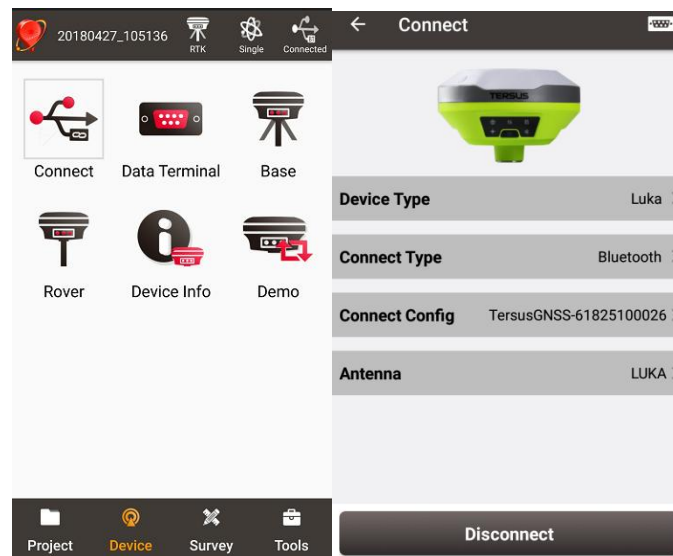 20180427_105136
RTK
Single
Connected
Connect
Data Terminal
Base
Rover
Device Info
Demo
Project
Device
Survey
Tools
Connect
TERSUS
Device Type
Luka
Connect Type
Bluetooth
Connect Config
TersusGNSS-61825100026
Antenna
LUKA
Disconnect